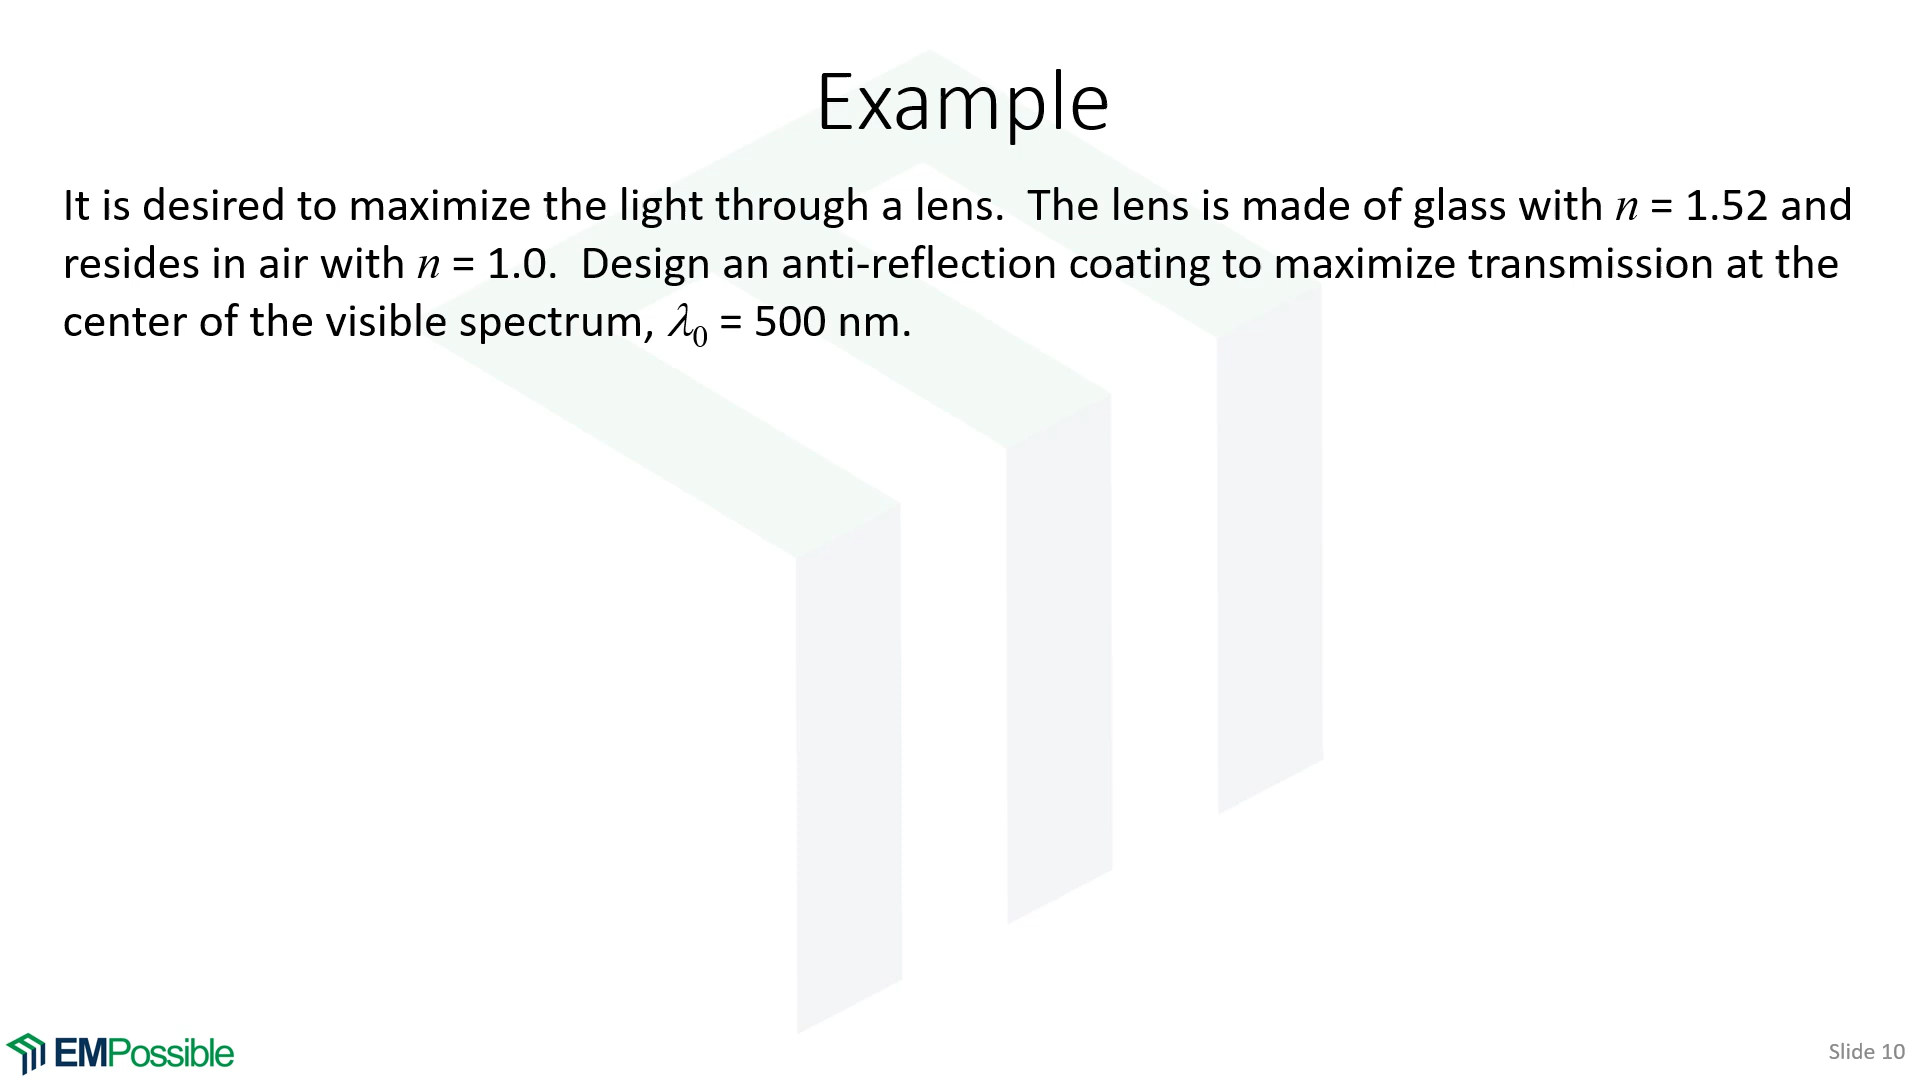 Example
It is desired to maximize the light through a lens.  The lens is made of glass with n = 1.52 and
resides in air with n = 1.0.  Design an anti-reflection coating to maximize transmission at the
center of the visible spectrum, λ₀ = 500 nm.
EMPossible
Slide 10